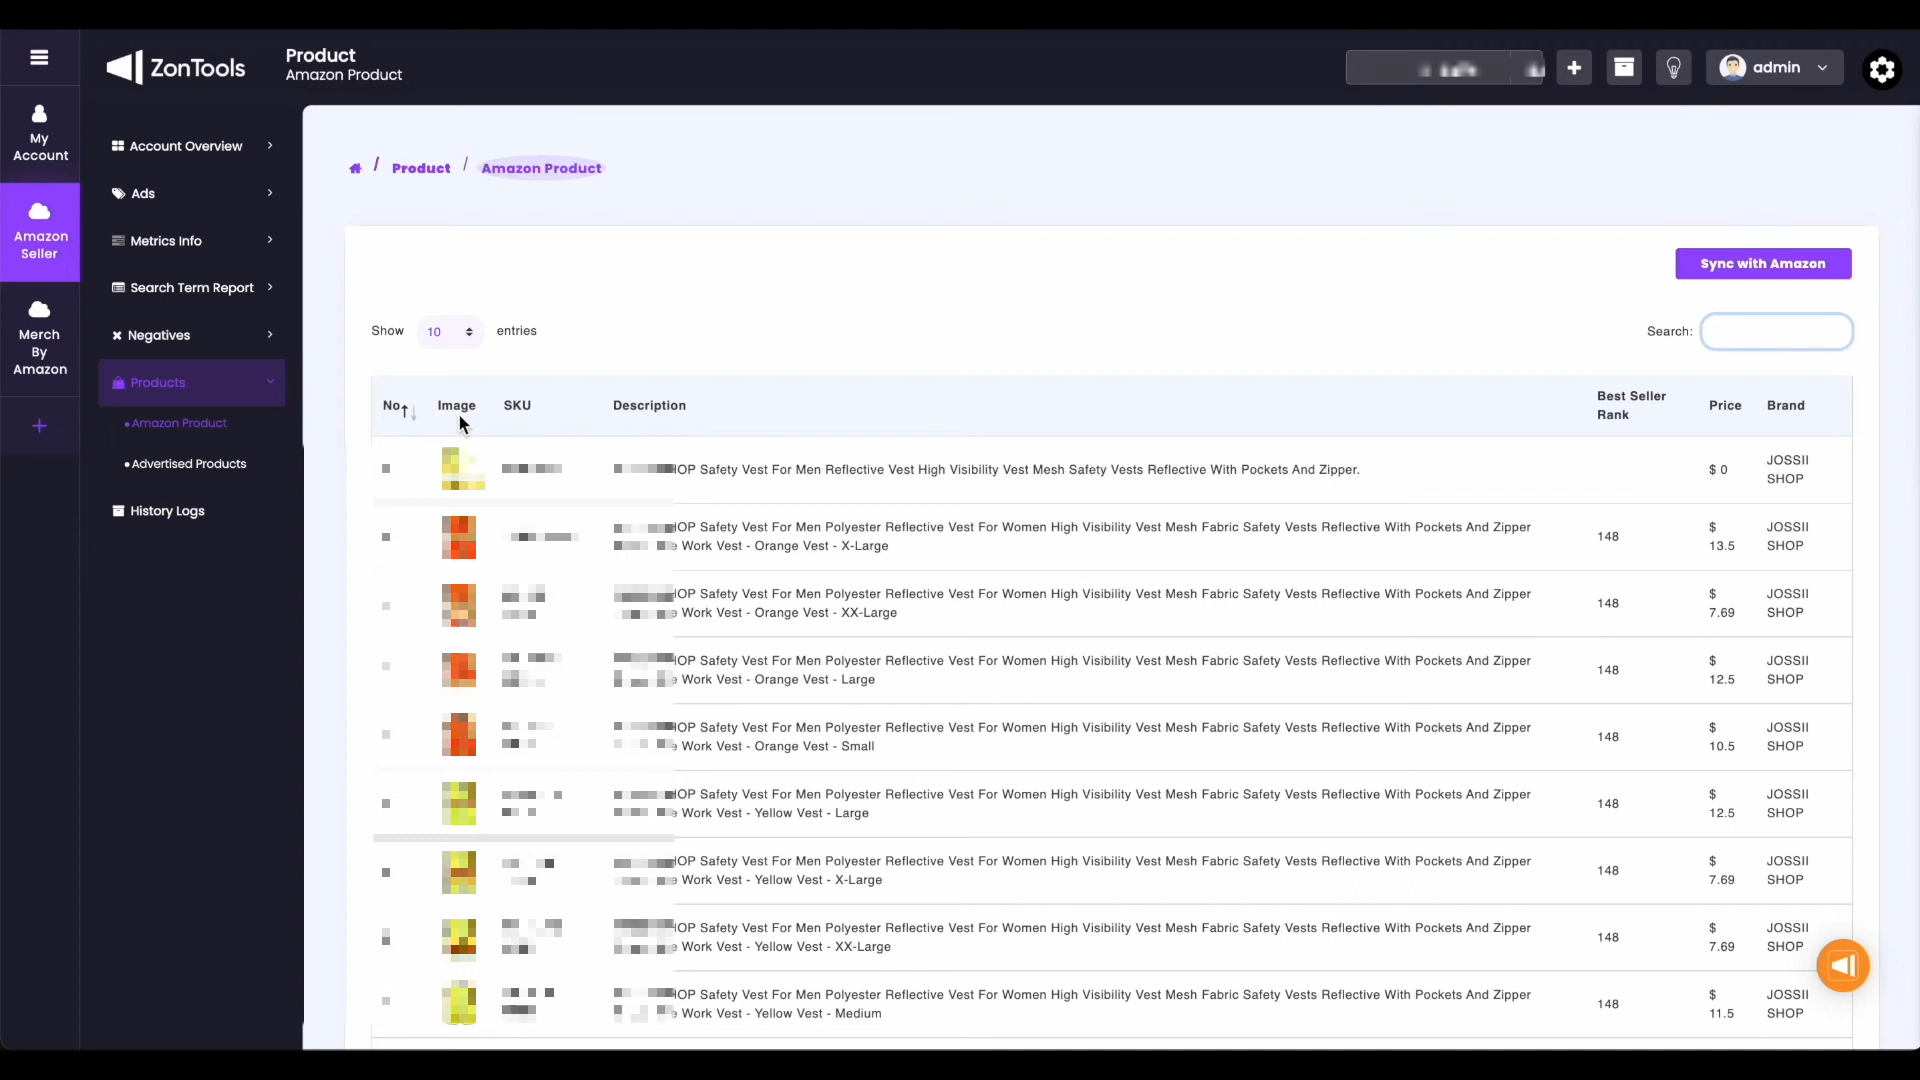 ZonTools
Product
Amazon Product
admin
My
Account
Amazon
Seller
Merch
By
Amazon
Account Overview
Ads
Metrics Info
Search Term Report
Negatives
Products
Amazon Product
Advertised Products
History Logs
/ Product / Amazon Product
Sync with Amazon
Show 10 entries
Search:
No Image SKU Description Best Seller Rank Price Brand
OP Safety Vest For Men Reflective Vest High Visibility Vest Mesh Safety Vests Reflective With Pockets And Zipper. $ 0 JOSSII
SHOP
OP Safety Vest For Men Polyester Reflective Vest For Women High Visibility Vest Mesh Fabric Safety Vests Reflective With Pockets And Zipper 148 $ JOSSII
Work Vest - Orange Vest - X-Large 13.5 SHOP
OP Safety Vest For Men Polyester Reflective Vest For Women High Visibility Vest Mesh Fabric Safety Vests Reflective With Pockets And Zipper 148 $ JOSSII
Work Vest - Orange Vest - XX-Large 7.69 SHOP
OP Safety Vest For Men Polyester Reflective Vest For Women High Visibility Vest Mesh Fabric Safety Vests Reflective With Pockets And Zipper 148 $ JOSSII
Work Vest - Orange Vest - Large 12.5 SHOP
OP Safety Vest For Men Polyester Reflective Vest For Women High Visibility Vest Mesh Fabric Safety Vests Reflective With Pockets And Zipper 148 $ JOSSII
Work Vest - Orange Vest - Small 10.5 SHOP
OP Safety Vest For Men Polyester Reflective Vest For Women High Visibility Vest Mesh Fabric Safety Vests Reflective With Pockets And Zipper 148 $ JOSSII
Work Vest - Yellow Vest - Large 12.5 SHOP
OP Safety Vest For Men Polyester Reflective Vest For Women High Visibility Vest Mesh Fabric Safety Vests Reflective With Pockets And Zipper 148 $ JOSSII
Work Vest - Yellow Vest - X-Large 7.69 SHOP
OP Safety Vest For Men Polyester Reflective Vest For Women High Visibility Vest Mesh Fabric Safety Vests Reflective With Pockets And Zipper 148 $ JOSSII
Work Vest - Yellow Vest - XX-Large 7.69 SHOP
OP Safety Vest For Men Polyester Reflective Vest For Women High Visibility Vest Mesh Fabric Safety Vests Reflective With Pockets And Zipper 148 $ JOSSII
Work Vest - Yellow Vest - Medium 11.5 SHOP